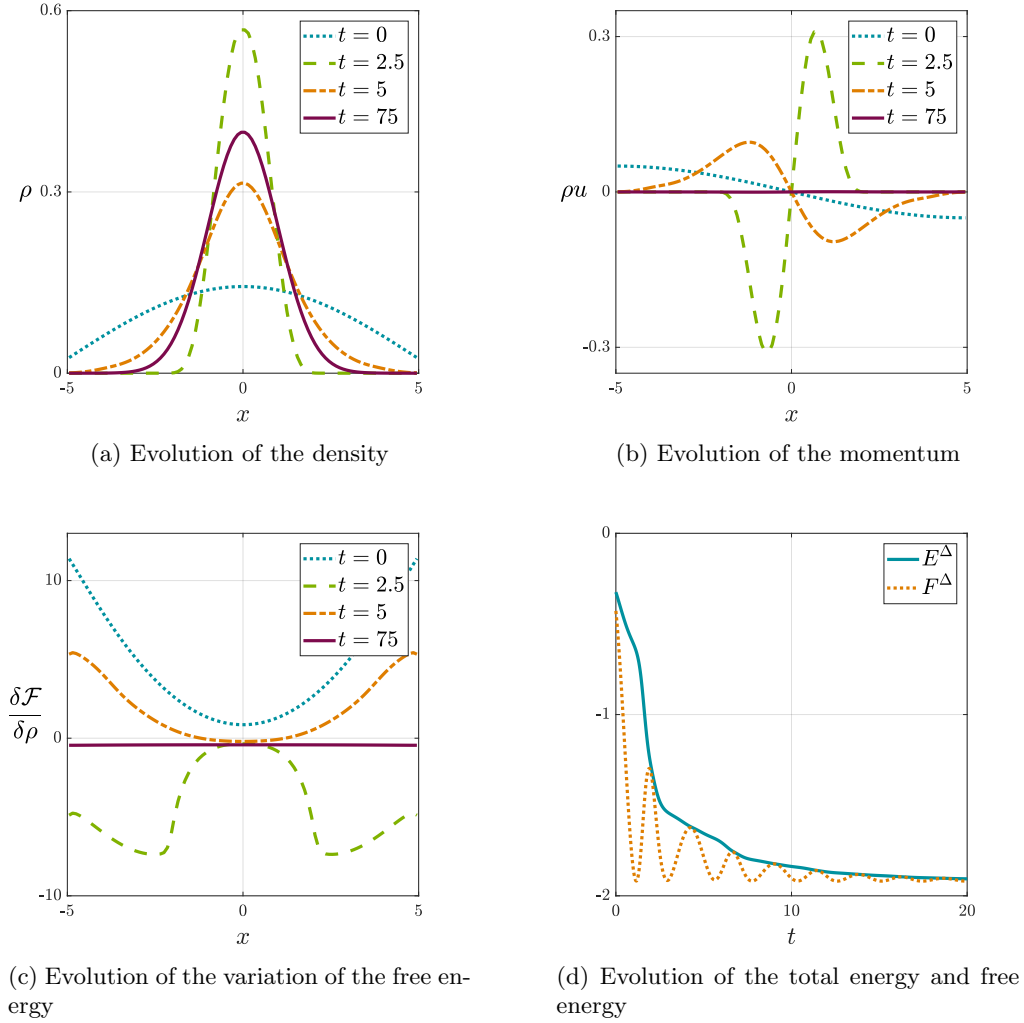 0.6
0.3
0
ρ
-5
0
5
x
t = 0
t = 2.5
t = 5
t = 75
(a) Evolution of the density
0.3
0
-0.3
ρu
-5
0
5
x
t = 0
t = 2.5
t = 5
t = 75
(b) Evolution of the momentum
10
0
-10
δℱ
δρ
-5
0
5
x
t = 0
t = 2.5
t = 5
t = 75
(c) Evolution of the variation of the free en-
ergy
0
-1
-2
0
10
20
t
E^Δ
F^Δ
(d) Evolution of the total energy and free
energy